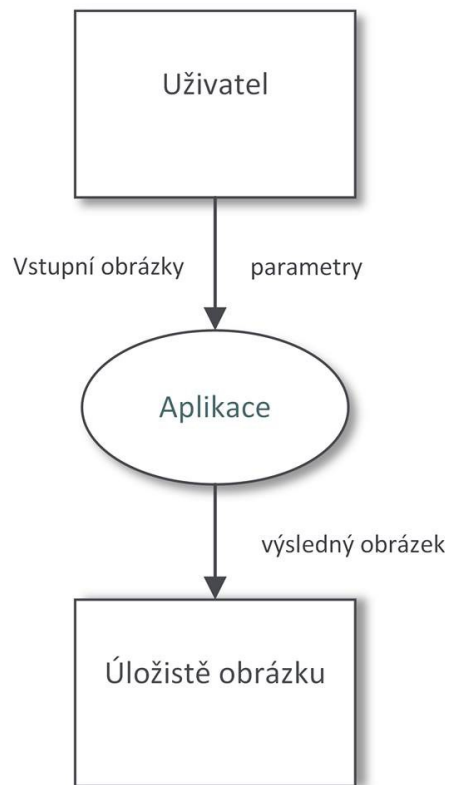 Uživatel
Vstupní obrázky
parametry
Aplikace
výsledný obrázek
Úložistě obrázku